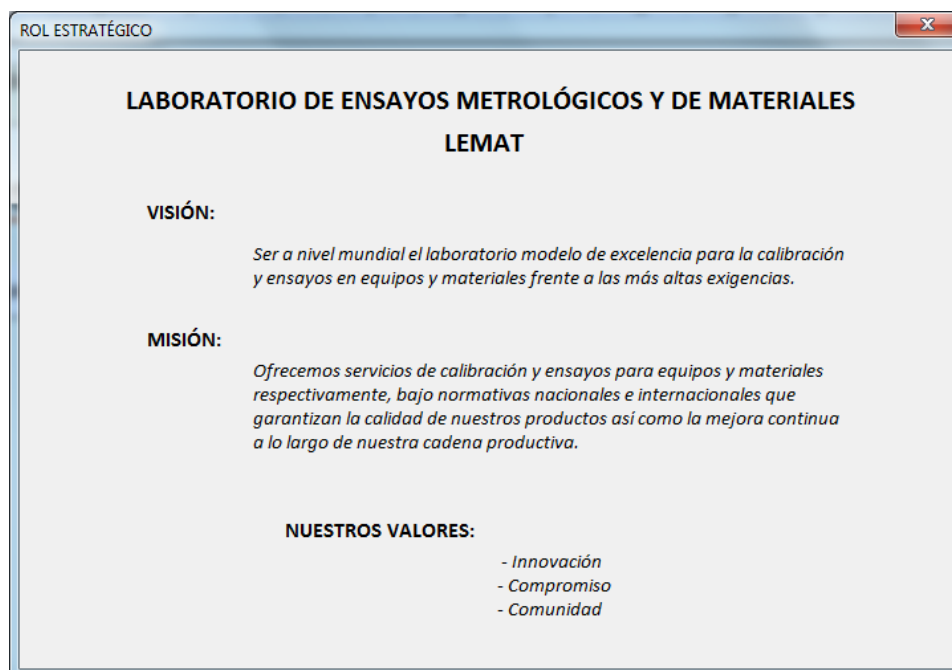 ROL ESTRATÉGICO
LABORATORIO DE ENSAYOS METROLÓGICOS Y DE MATERIALES
LEMAT
VISIÓN:
Ser a nivel mundial el laboratorio modelo de excelencia para la calibración
y ensayos en equipos y materiales frente a las más altas exigencias.
MISIÓN:
Ofrecemos servicios de calibración y ensayos para equipos y materiales
respectivamente, bajo normativas nacionales e internacionales que
garantizan la calidad de nuestros productos así como la mejora continua
a lo largo de nuestra cadena productiva.
NUESTROS VALORES:
- Innovación
- Compromiso
- Comunidad